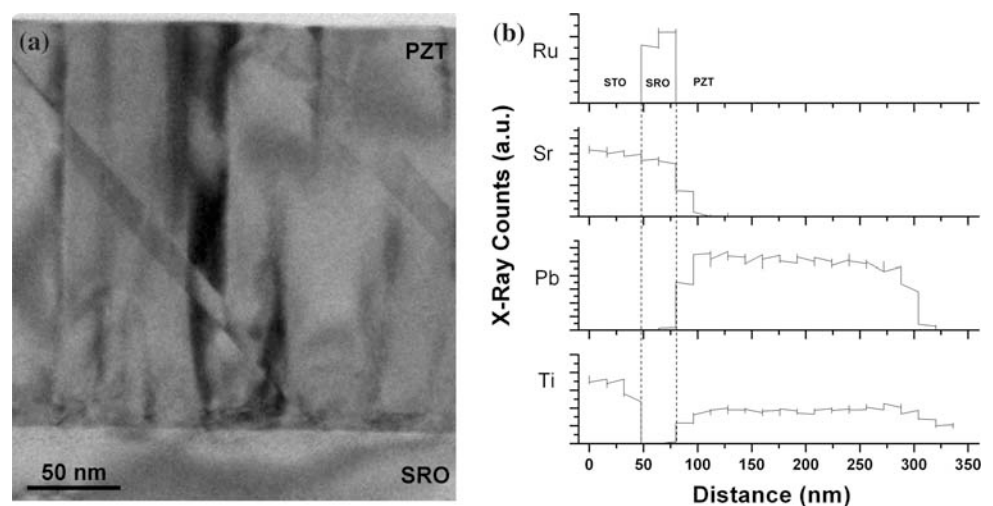 (a)
PZT
50 nm
SRO
(b)
X-Ray Counts (a.u.)
Ru
STO SRO PZT
Sr
Pb
Ti
0 50 100 150 200 250 300 350
Distance (nm)